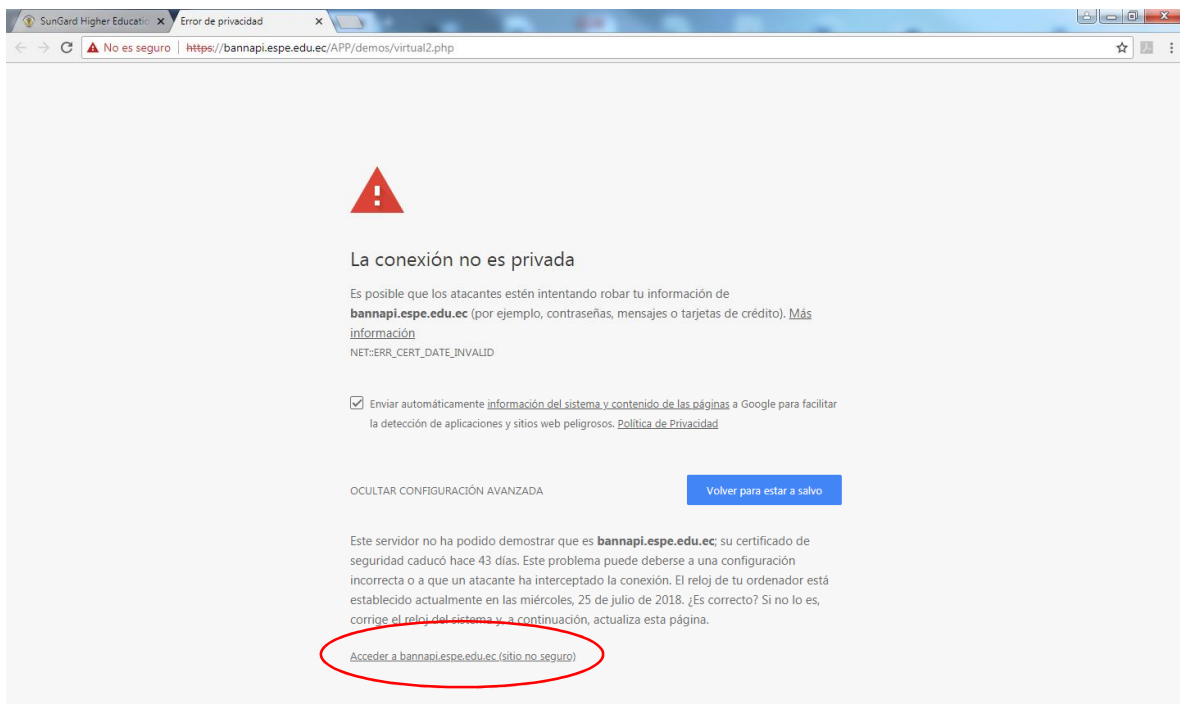 SunGard Higher Educatio
Error de privacidad
No es seguro | https://bannapi.espe.edu.ec/APP/demos/virtual2.php
La conexión no es privada
Es posible que los atacantes estén intentando robar tu información de
bannapi.espe.edu.ec (por ejemplo, contraseñas, mensajes o tarjetas de crédito). Más
información
NET::ERR_CERT_DATE_INVALID
Enviar automáticamente información del sistema y contenido de las páginas a Google para facilitar
la detección de aplicaciones y sitios web peligrosos. Política de Privacidad
OCULTAR CONFIGURACIÓN AVANZADA
Volver para estar a salvo
Este servidor no ha podido demostrar que es bannapi.espe.edu.ec; su certificado de
seguridad caducó hace 43 días. Este problema puede deberse a una configuración
incorrecta o a que un atacante ha interceptado la conexión. El reloj de tu ordenador está
establecido actualmente en las miércoles, 25 de julio de 2018. ¿Es correcto? Si no lo es,
corrige el reloj del sistema y, a continuación, actualiza esta página.
Acceder a bannapi.espe.edu.ec (sitio no seguro)